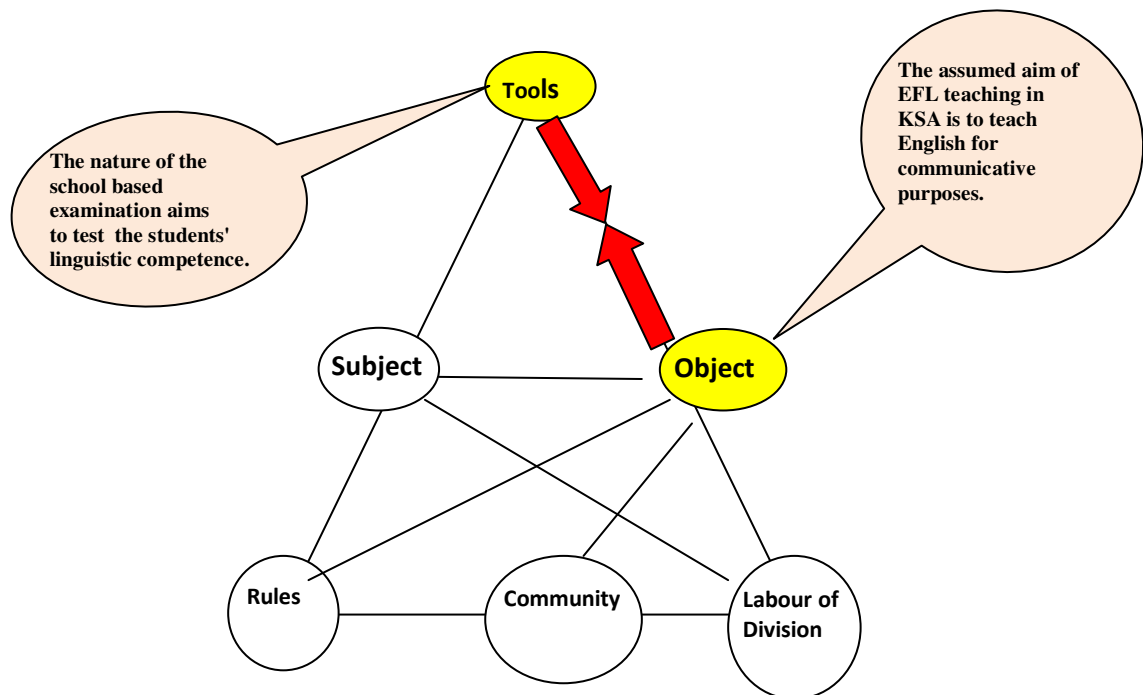 Tools
The assumed aim of
EFL teaching in
KSA is to teach
English for
communicative
purposes.
The nature of the
school based
examination aims
to test the students'
linguistic competence.
Subject
Object
Rules
Community
Labour of
Division